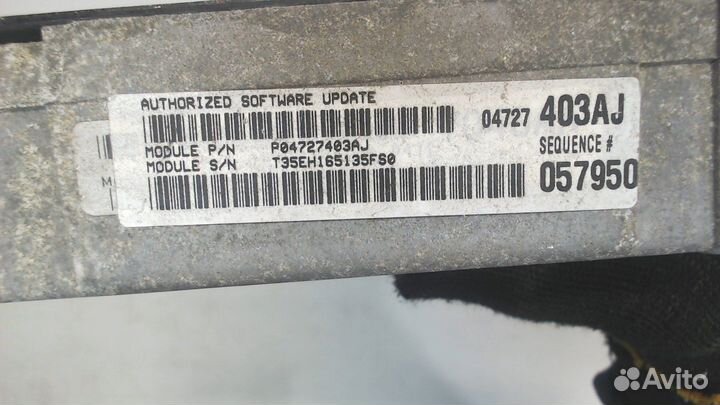 AUTHORIZED SOFTWARE UPDATE
04727 403AJ
MODULE P/N P04727403AJ
MODULE S/N T35EH165135FS0
SEQUENCE #
057950
M
Avito